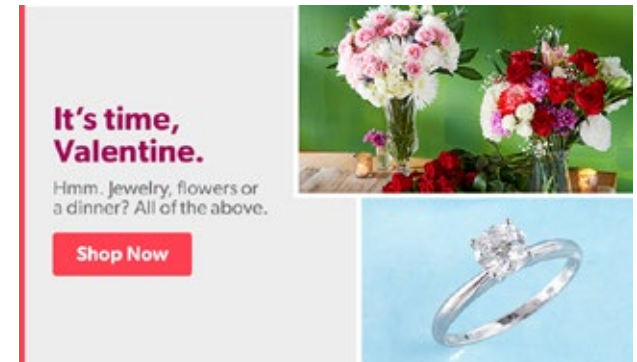 It's time,
Valentine.
Hmm. Jewelry, flowers or
a dinner? All of the above.
Shop Now